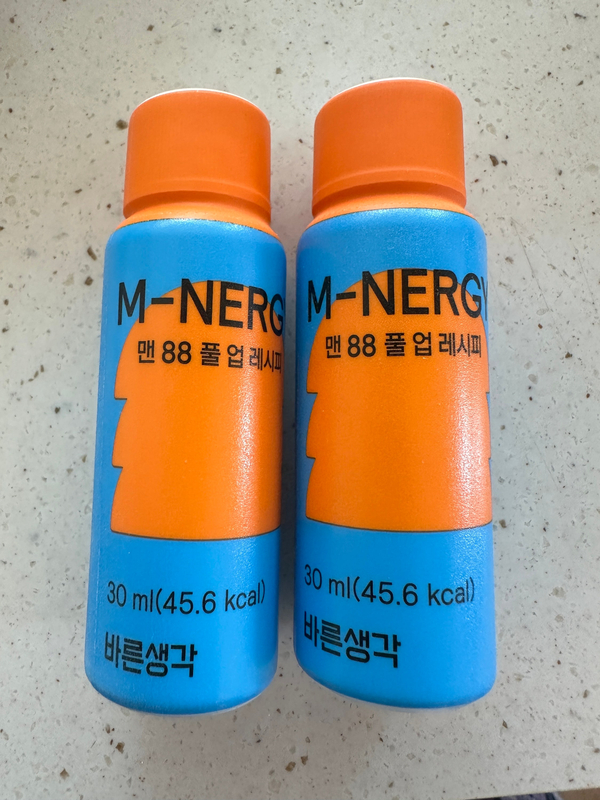 M-NERG
맨 88 풀 업 레시피
30 ml(45.6 kcal)
바른생각
M-NERGY
맨 88 풀 업 레시피
30 ml(45.6 kcal)
바른생각